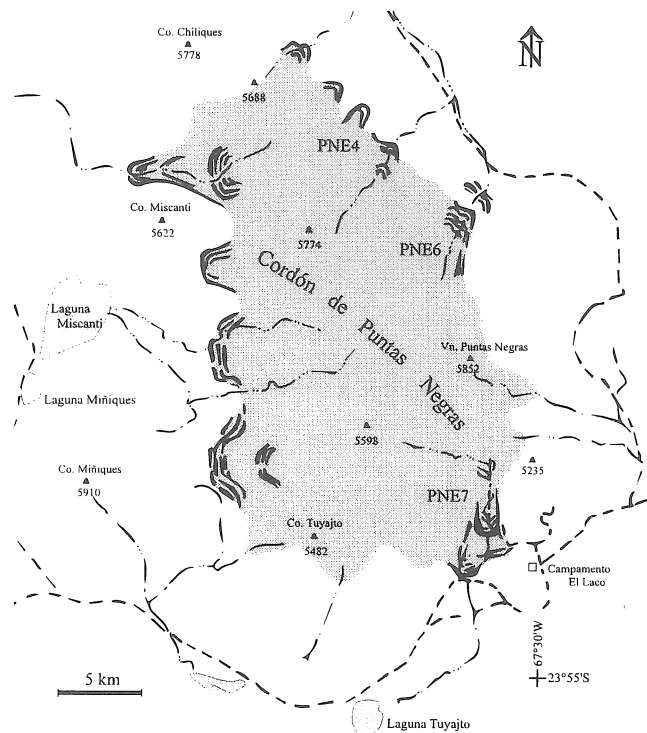 Co. Chiliques
5778
N
5688
PNE4
Co. Miscanti
5622
5774
PNE6
Cordón de Puntas Negras
Laguna
Miscanti
Vn. Puntas Negras
5852
Laguna Miñiques
5598
5235
Co. Miñiques
5910
PNE7
Co. Tuyajto
5482
Campamento
El Laco
67°30'W
5 km
23°55'S
Laguna Tuyajto